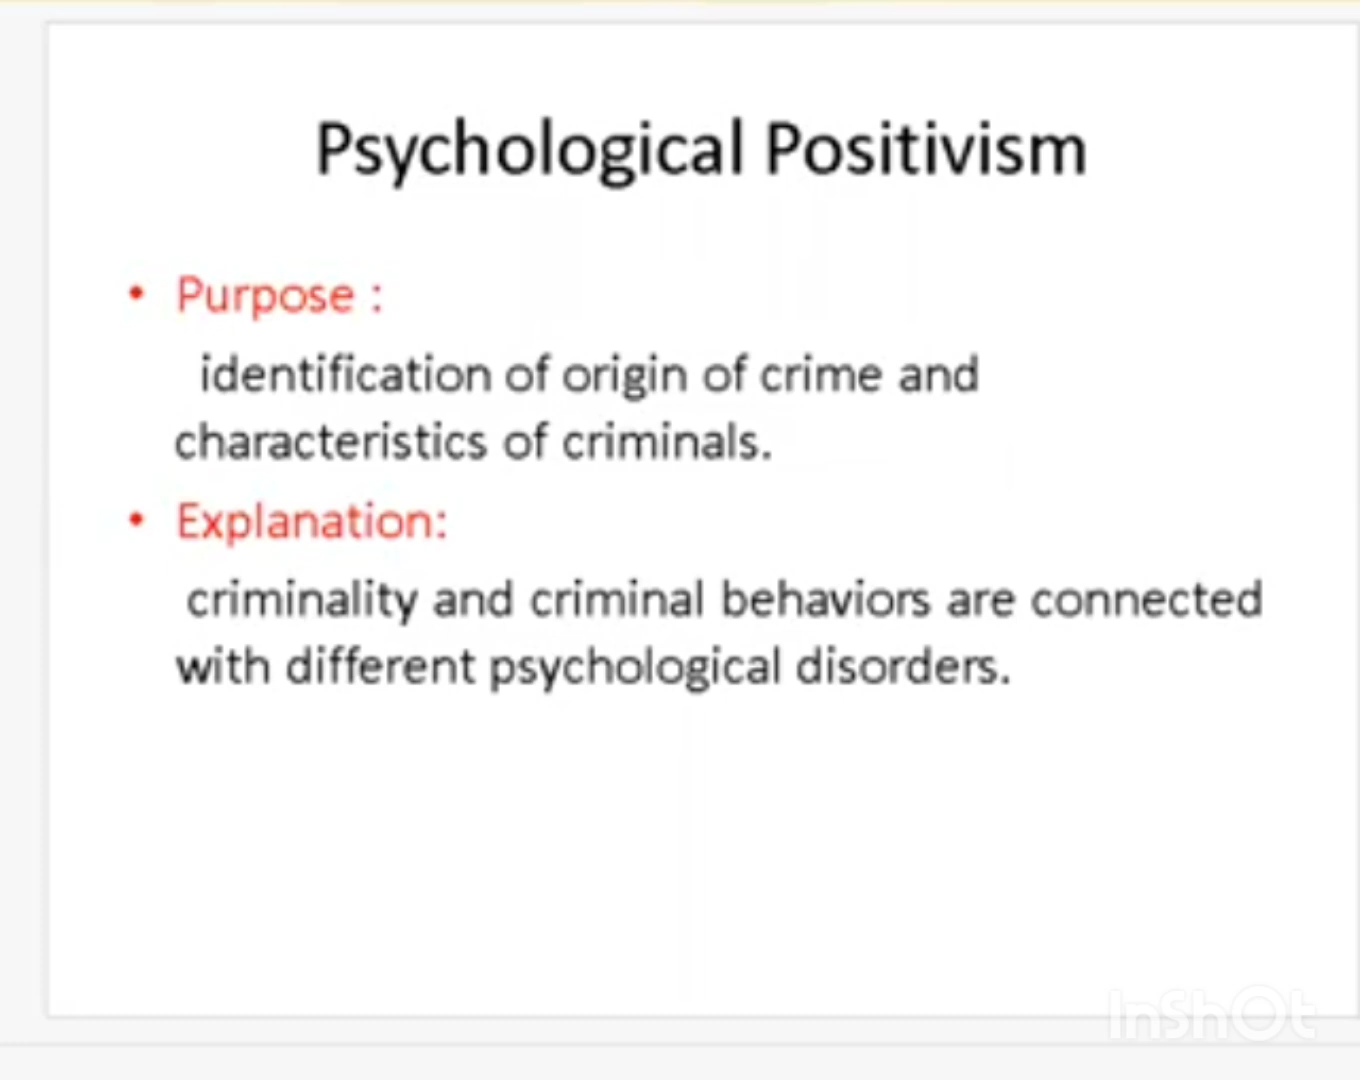 Psychological Positivism
• Purpose :
identification of origin of crime and
characteristics of criminals.
• Explanation:
criminality and criminal behaviors are connected
with different psychological disorders.
InShOt